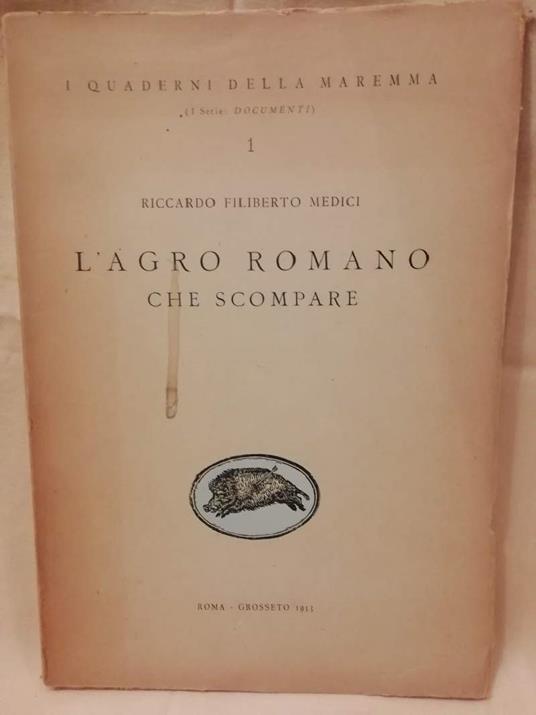 I QUADERNI DELLA MAREMMA
(I Serie: DOCUMENTI)
1
RICCARDO FILIBERTO MEDICI
L'AGRO ROMANO
CHE SCOMPARE
ROMA - GROSSETO